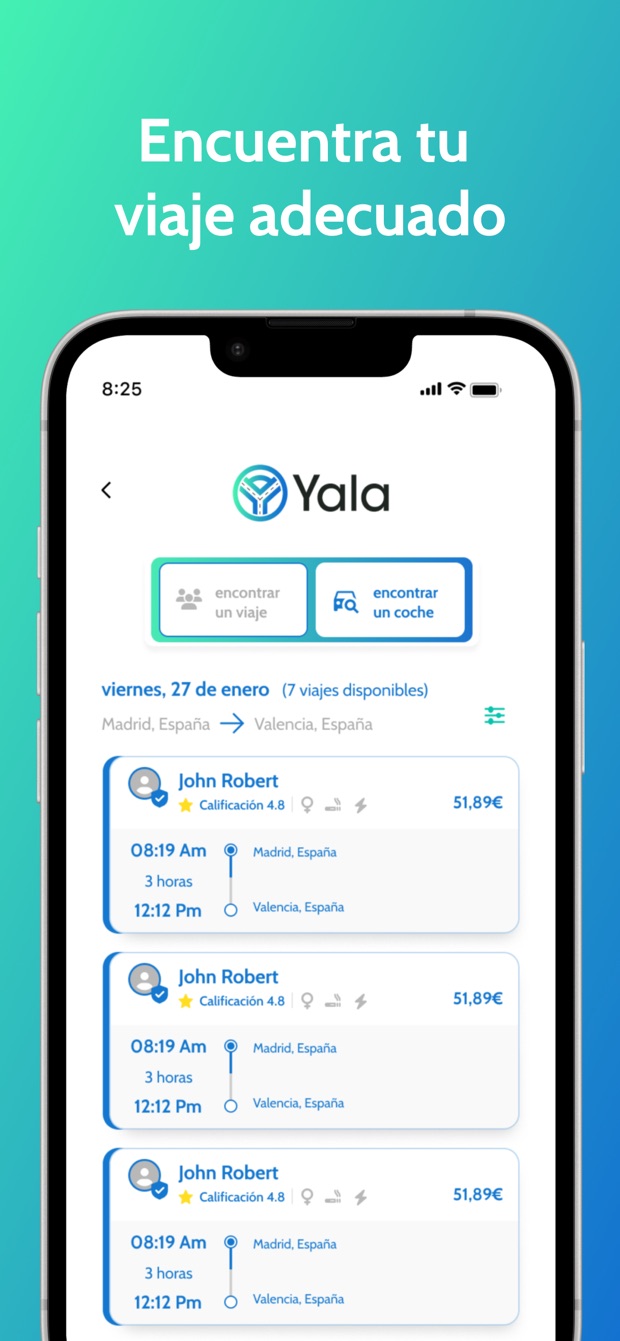 Encuentra tu
viaje adecuado
8:25
Yala
encontrar
un viaje
encontrar
un coche
viernes, 27 de enero (7 viajes disponibles)
Madrid, España → Valencia, España
John Robert
Calificación 4.8
51,89€
08:19 Am
Madrid, España
3 horas
12:12 Pm
Valencia, España
John Robert
Calificación 4.8
51,89€
08:19 Am
Madrid, España
3 horas
12:12 Pm
Valencia, España
John Robert
Calificación 4.8
51,89€
08:19 Am
Madrid, España
3 horas
12:12 Pm
Valencia, España